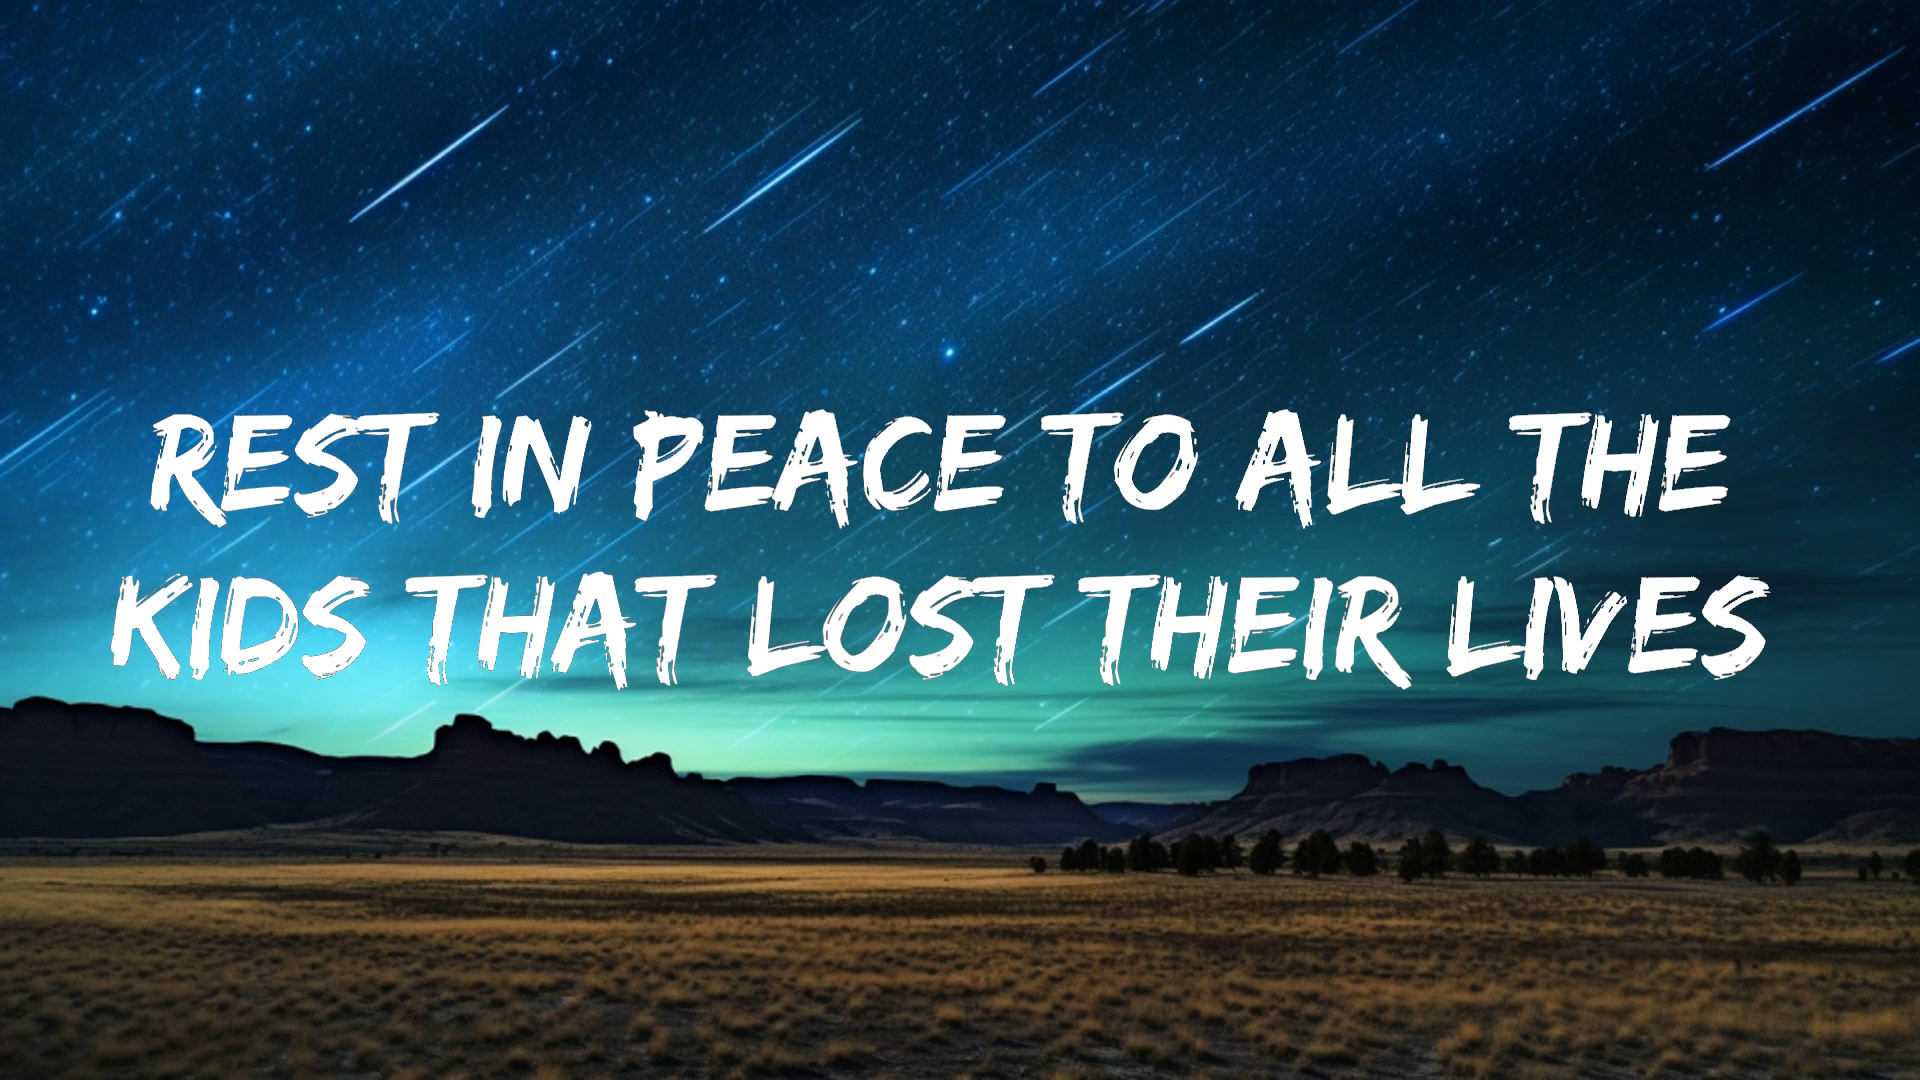 REST IN PEACE TO ALL THE
KIDS THAT LOST THEIR LIVES